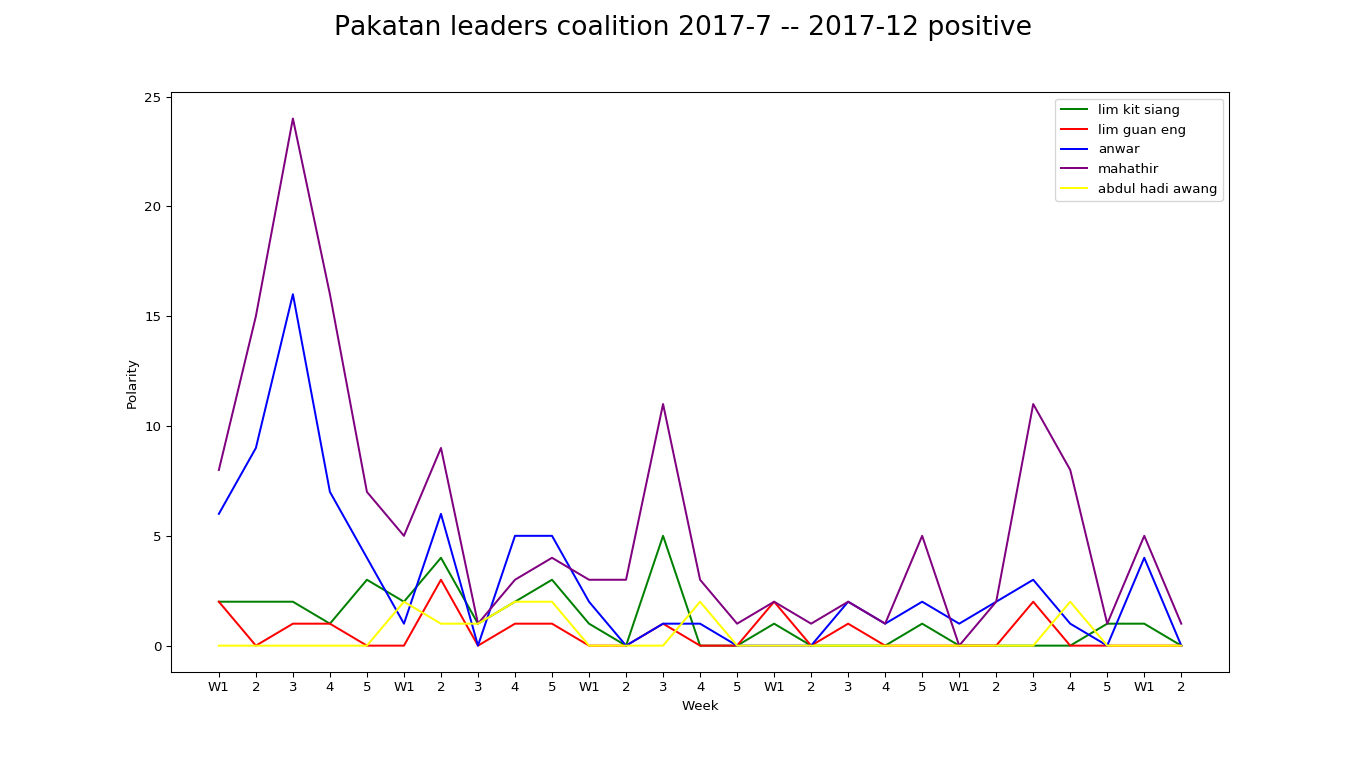 Pakatan leaders coalition 2017-7 -- 2017-12 positive
lim kit siang
lim guan eng
anwar
mahathir
abdul hadi awang
25
20
15
10
5
0
Polarity
W1 2 3 4 5 W1 2 3 4 5 W1 2 3 4 5 W1 2 3 4 5 W1 2 3 4 5 W1 2
Week